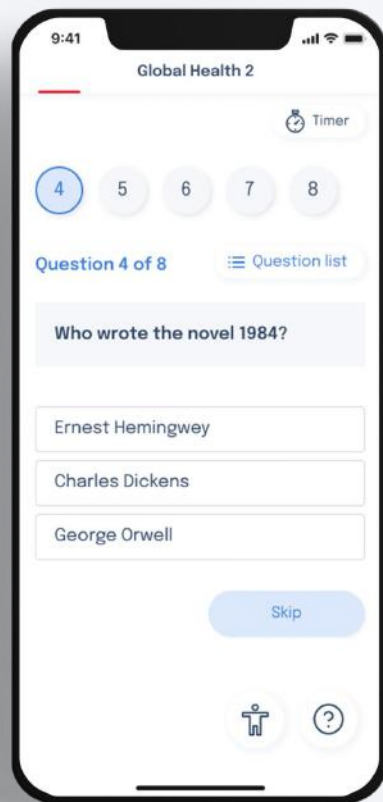 9:41
Global Health 2
Timer
4 5 6 7 8
Question 4 of 8 Question list
Who wrote the novel 1984?
Ernest Hemingwey
Charles Dickens
George Orwell
Skip
?